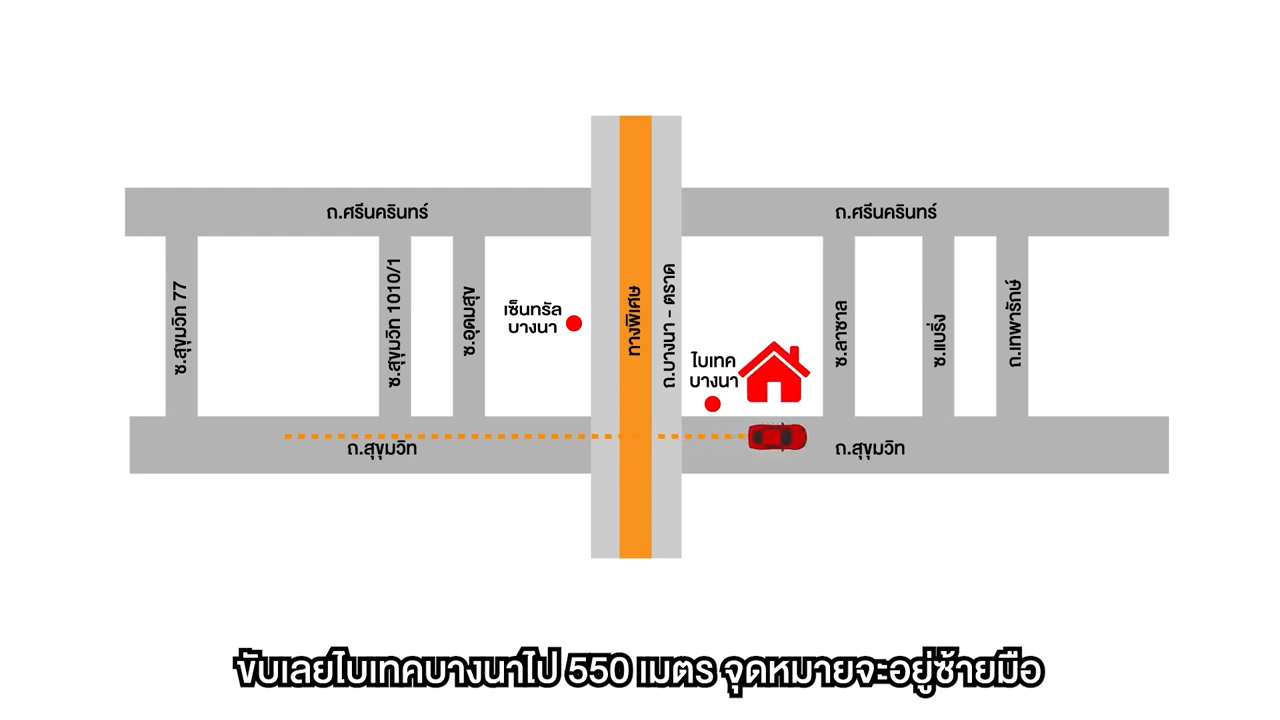 ถ.ศรีนครินทร์
ถ.ศรีนครินทร์
ซ.สุขุมวิท 77
ซ.สุขุมวิท 1010/1
ซ.อุดมสุข
เซ็นทรัล
บางนา
ทางพิเศษ
ถ.บางนา - ตราด
ไบเทค
บางนา
ซ.ลาซาล
ซ.แบริ่ง
ถ.เทพารักษ์
ถ.สุขุมวิท
ถ.สุขุมวิท
ขับเลยไบเทคบางนาไป 550 เมตร จุดหมายจะอยู่ซ้ายมือ